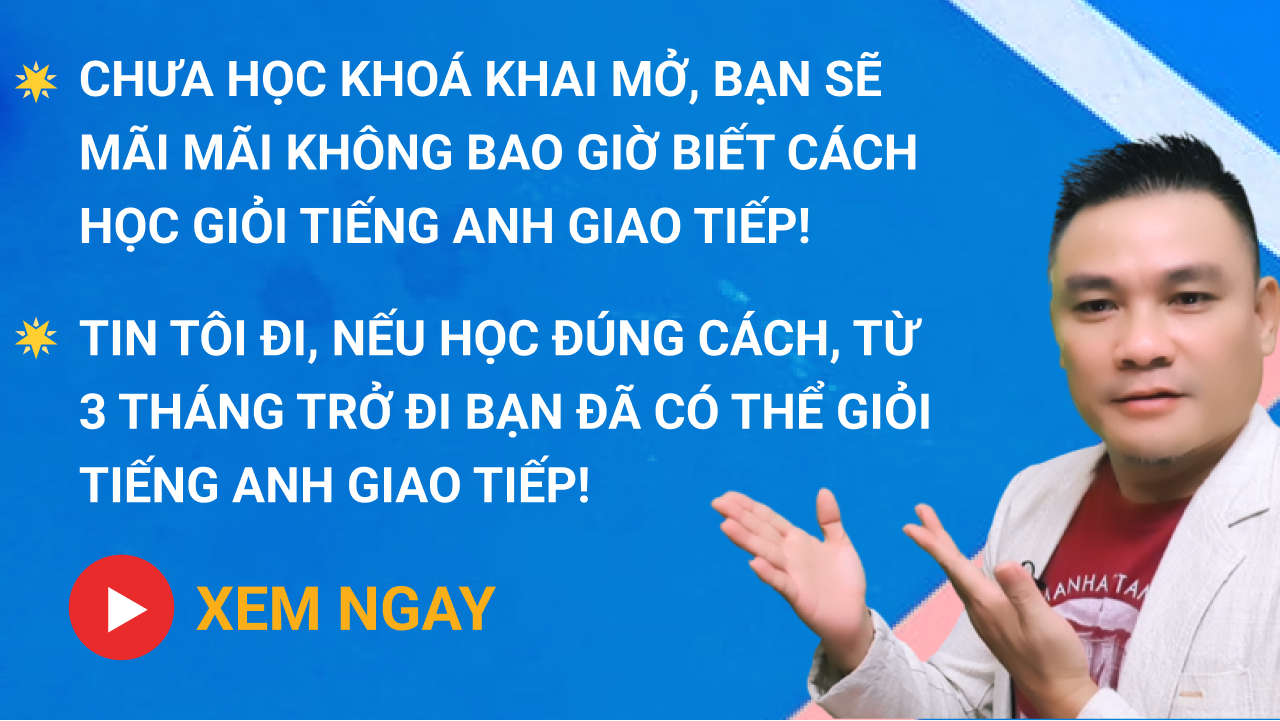 CHƯA HỌC KHOÁ KHAI MỞ, BẠN SẼ
MÃI MÃI KHÔNG BAO GIỜ BIẾT CÁCH
HỌC GIỎI TIẾNG ANH GIAO TIẾP!
TIN TÔI ĐI, NẾU HỌC ĐÚNG CÁCH, TỪ
3 THÁNG TRỞ ĐI BẠN ĐÃ CÓ THỂ GIỎI
TIẾNG ANH GIAO TIẾP!
XEM NGAY